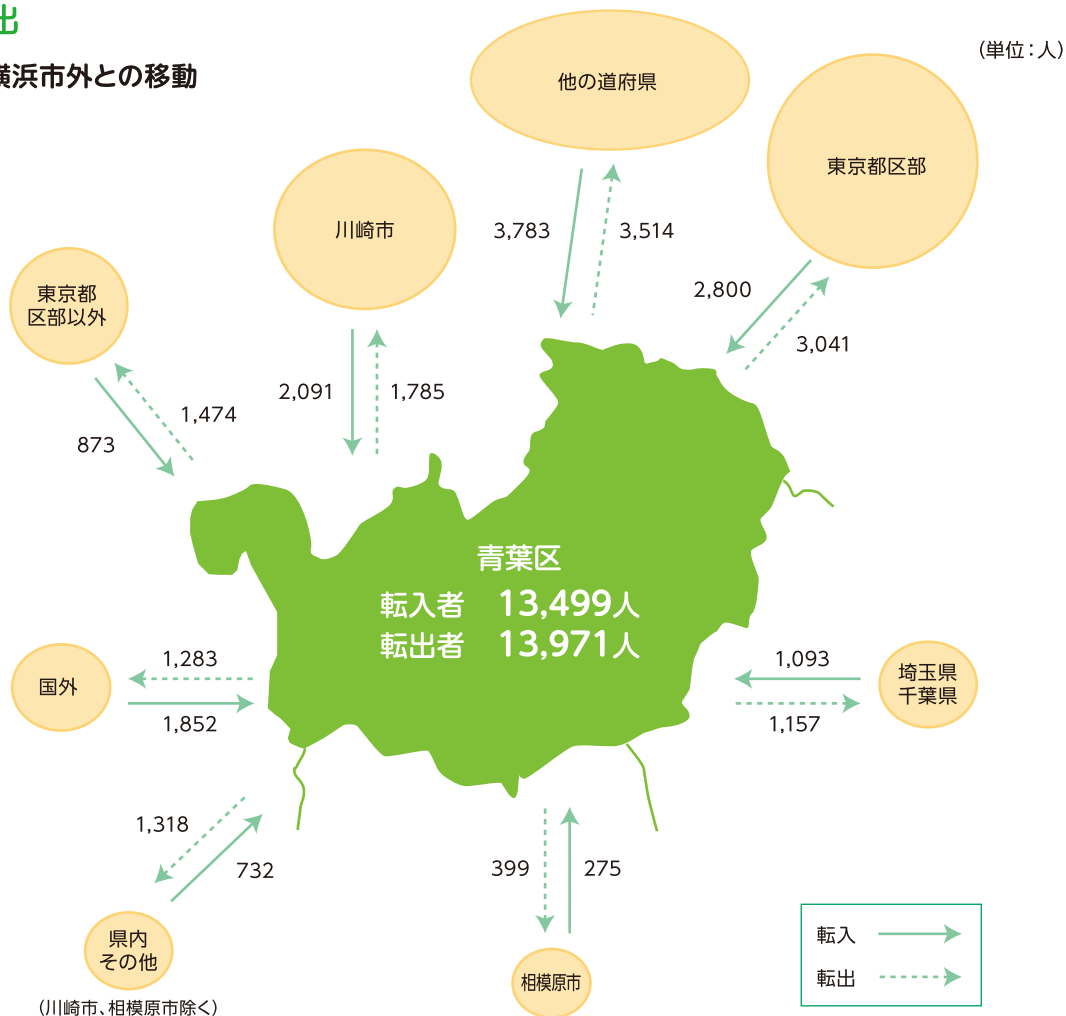 出
横浜市外との移動
(単位：人)
他の道府県
東京都区部
川崎市
東京都
区部以外
3,783
3,514
2,800
3,041
2,091
1,785
1,474
873
青葉区
転入者 13,499人
転出者 13,971人
国外
1,283
1,852
1,093
1,157
埼玉県
千葉県
1,318
732
399
275
県内
その他
(川崎市、相模原市除く)
相模原市
転入
転出